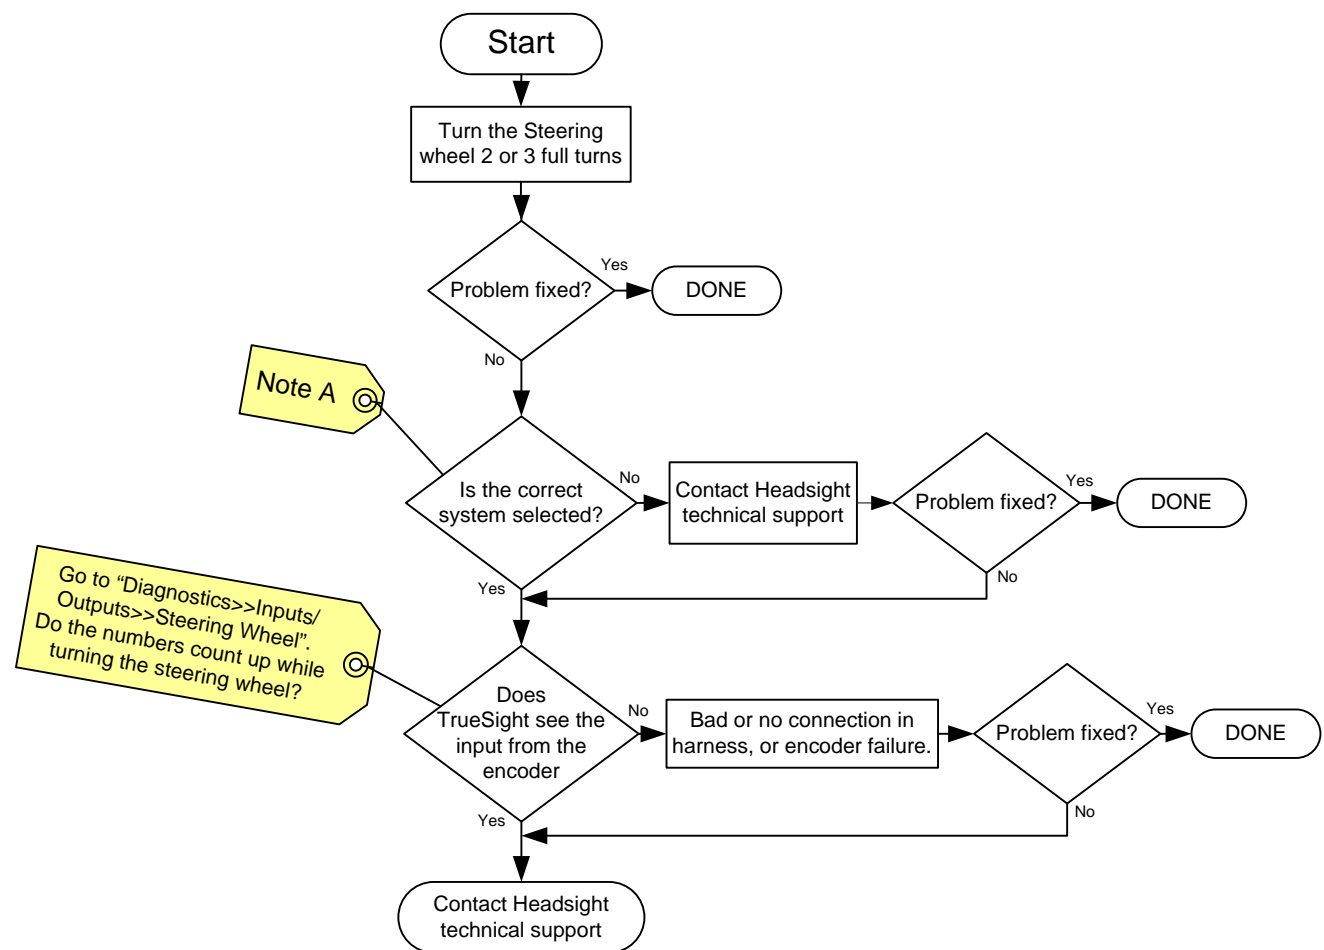 Start
Turn the Steering
wheel 2 or 3 full turns
Problem fixed?
Yes
DONE
No
Note A
Is the correct
system selected?
No
Contact Headsight
technical support
Problem fixed?
Yes
DONE
No
Yes
Go to “Diagnostics>>Inputs/
Outputs>>Steering Wheel”.
Do the numbers count up while
turning the steering wheel?
Does
TrueSight see the
input from the
encoder
No
Bad or no connection in
harness, or encoder failure.
Problem fixed?
Yes
DONE
No
Yes
Contact Headsight
technical support